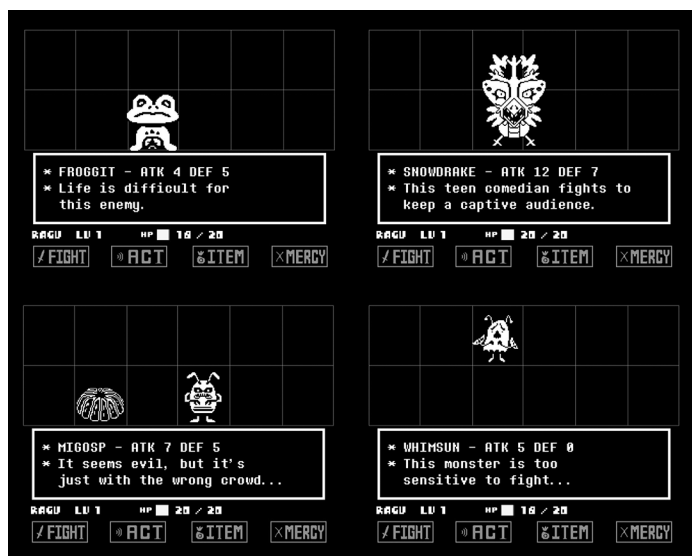 * FROGGIT - ATK 4 DEF 5
* Life is difficult for
this enemy.
RAGU LV 1 HP 18 / 20
FIGHT ACT ITEM MERCY
* SNOWDRAKE - ATK 12 DEF 7
* This teen comedian fights to
keep a captive audience.
RAGU LV 1 HP 20 / 20
FIGHT ACT ITEM MERCY
* MIGOSP - ATK 7 DEF 5
* It seems evil, but it's
just with the wrong crowd...
RAGU LV 1 HP 20 / 20
FIGHT ACT ITEM MERCY
* WHIMSUN - ATK 5 DEF 0
* This monster is too
sensitive to fight...
RAGU LV 1 HP 18 / 20
FIGHT ACT ITEM MERCY